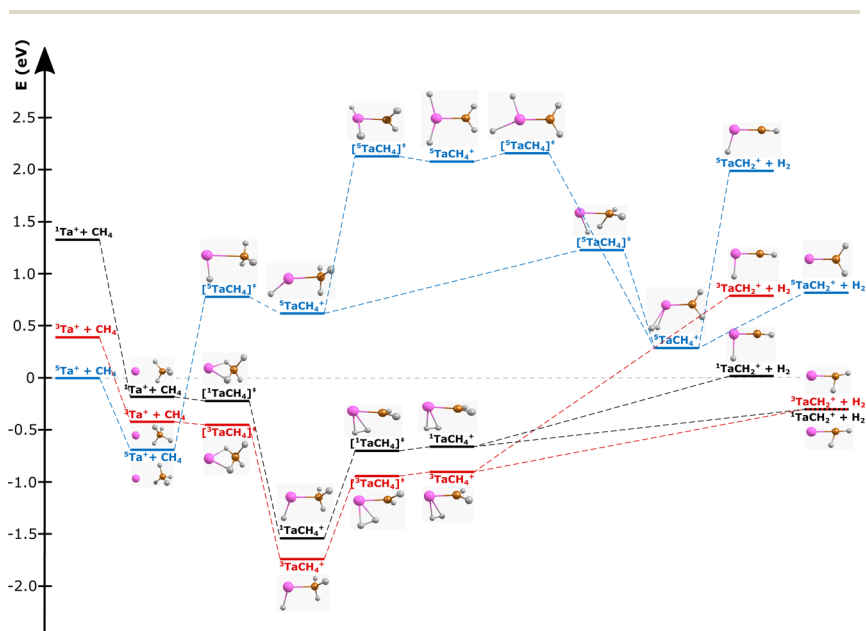 E (eV)
2.5
2.0
1.5
1.0
0.5
0
-0.5
-1.0
-1.5
-2.0
¹Ta⁺+ CH₄
³Ta⁺ + CH₄
⁵Ta⁺ + CH₄
¹Ta⁺+ CH₄
³Ta⁺ + CH₄
⁵Ta⁺+ CH₄
[⁵TaCH₄]‡
[¹TaCH₄]‡
[³TaCH₄]‡
⁵TaCH₄⁺
¹TaCH₄⁺
³TaCH₄⁺
[⁵TaCH₄]‡
[¹TaCH₄]‡
[³TaCH₄]‡
⁵TaCH₄⁺
¹TaCH₄⁺
³TaCH₄⁺
[⁵TaCH₄]‡
[⁵TaCH₄]‡
⁵TaCH₄⁺
⁵TaCH₂⁺ + H₂
³TaCH₂⁺ + H₂
¹TaCH₂⁺ + H₂
⁵TaCH₂⁺ + H₂
³TaCH₂⁺ + H₂
¹TaCH₂⁺ + H₂